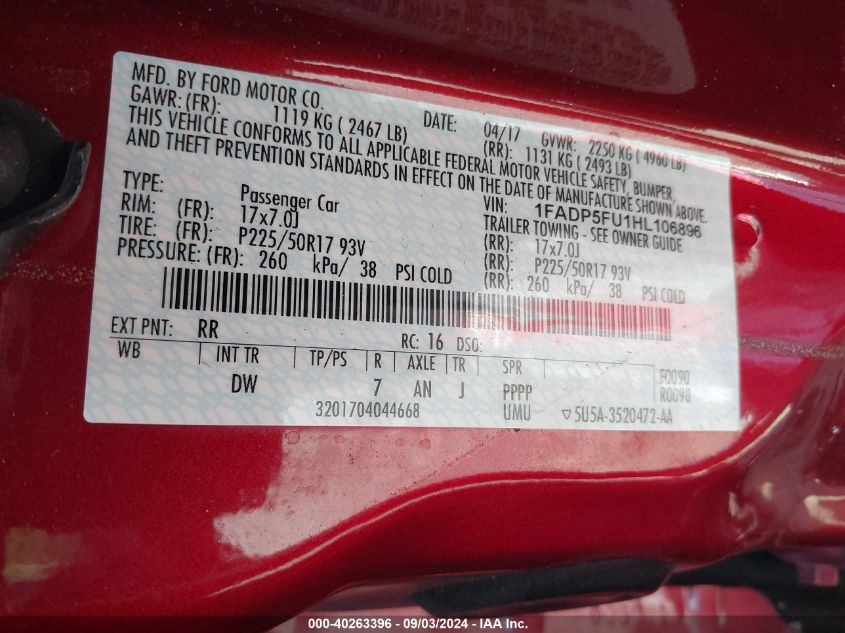 MFD. BY FORD MOTOR CO.
DATE: 04/17 GVWR: 2250 KG ( 4960 LB)
GAWR: (FR): 1119 KG ( 2467 LB) (RR): 1131 KG ( 2493 LB)
THIS VEHICLE CONFORMS TO ALL APPLICABLE FEDERAL MOTOR VEHICLE SAFETY, BUMPER,
AND THEFT PREVENTION STANDARDS IN EFFECT ON THE DATE OF MANUFACTURE SHOWN ABOVE.
VIN: 1FADP5FU1HL106896
TYPE: Passenger Car TRAILER TOWING - SEE OWNER GUIDE
RIM: (FR): 17x7.0J (RR): 17x7.0J
TIRE: (FR): P225/50R17 93V (RR): P225/50R17 93V
PRESSURE: (FR): 260 kPa/ 38 PSI COLD (RR): 260 kPa/ 38 PSI COLD
EXT PNT: RR RC: 16 DSO:
WB INT TR TP/PS R AXLE TR SPR
DW 7 AN J PPPP F0090
R0098
3201704044668 UMU ▽5U5A-3520472-AA
000-40263396 - 09/03/2024 - IAA Inc.